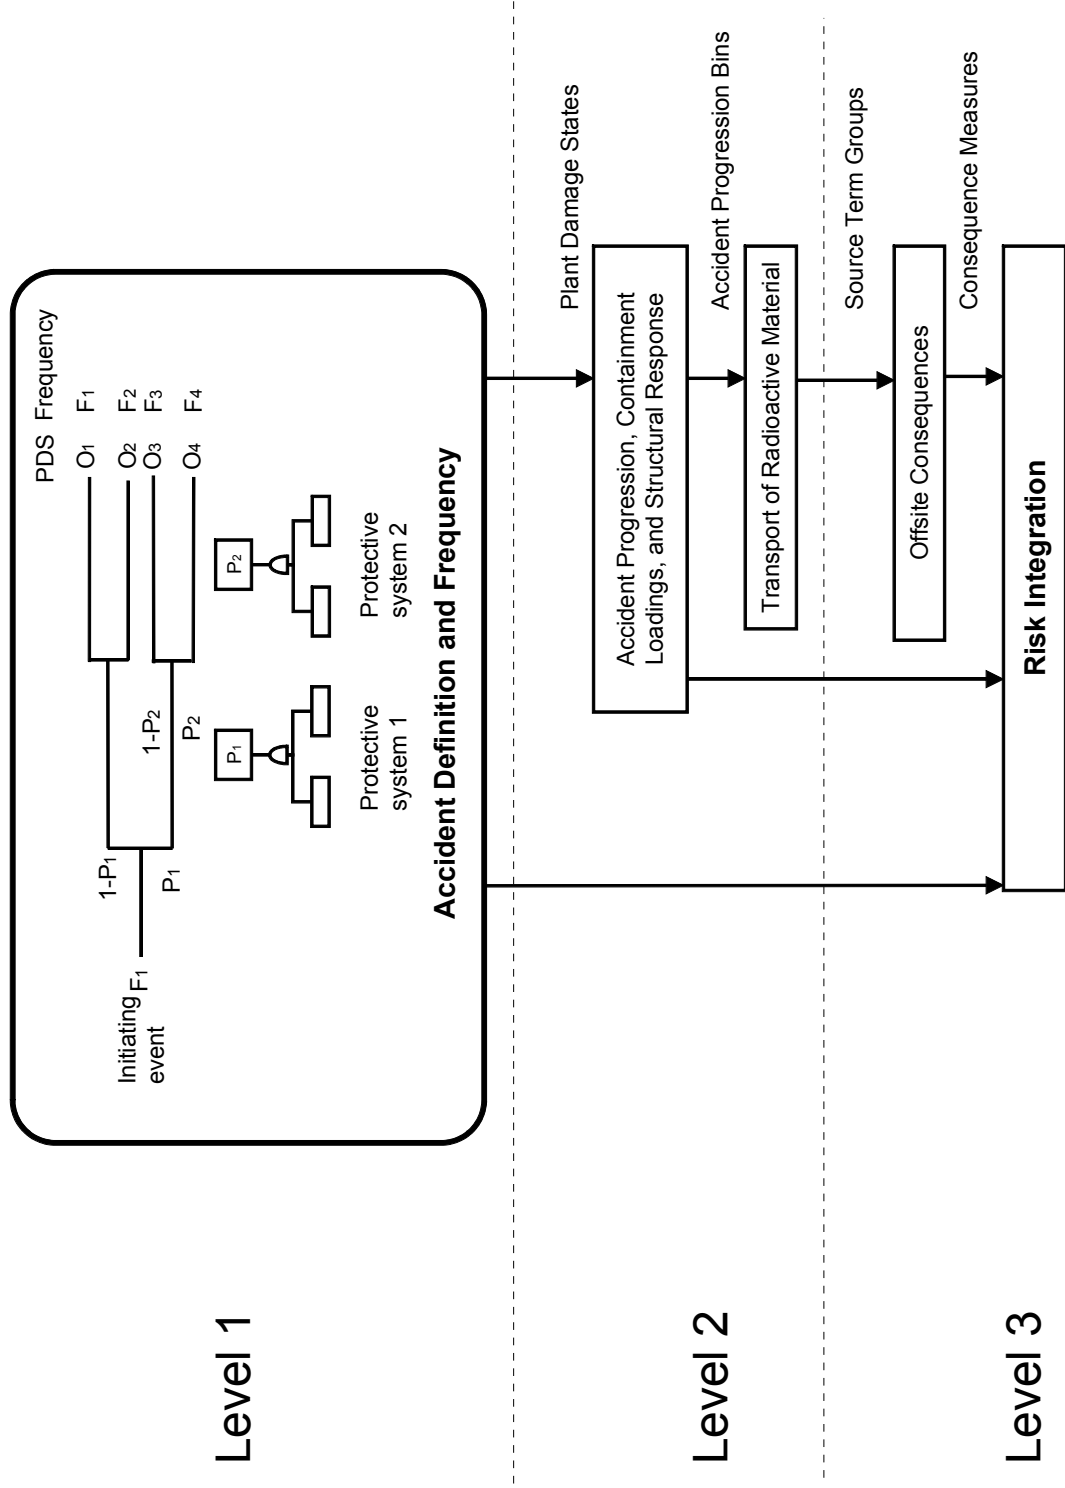 Level 1
PDS Frequency
O1 F1
O2 F2
O3 F3
O4 F4
1-P1
Initiating F1
event
P1
1-P2
P2
P1
P2
Protective
system 1
Protective
system 2
Accident Definition and Frequency
Level 2
Plant Damage States
Accident Progression, Containment
Loadings, and Structural Response
Accident Progression Bins
Transport of Radioactive Material
Level 3
Source Term Groups
Offsite Consequences
Consequence Measures
Risk Integration